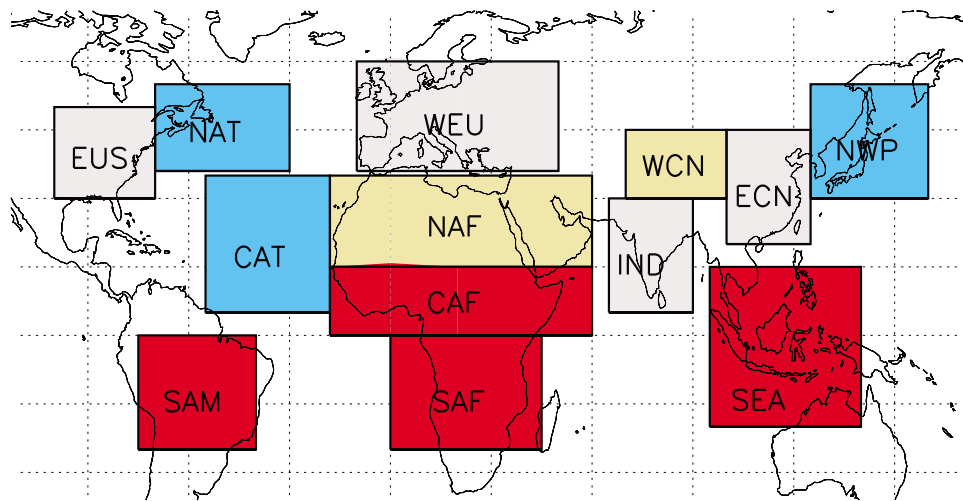 NAT
WEU
NWP
EUS
WCN
ECN
NAF
CAT
IND
CAF
SAM
SAF
SEA